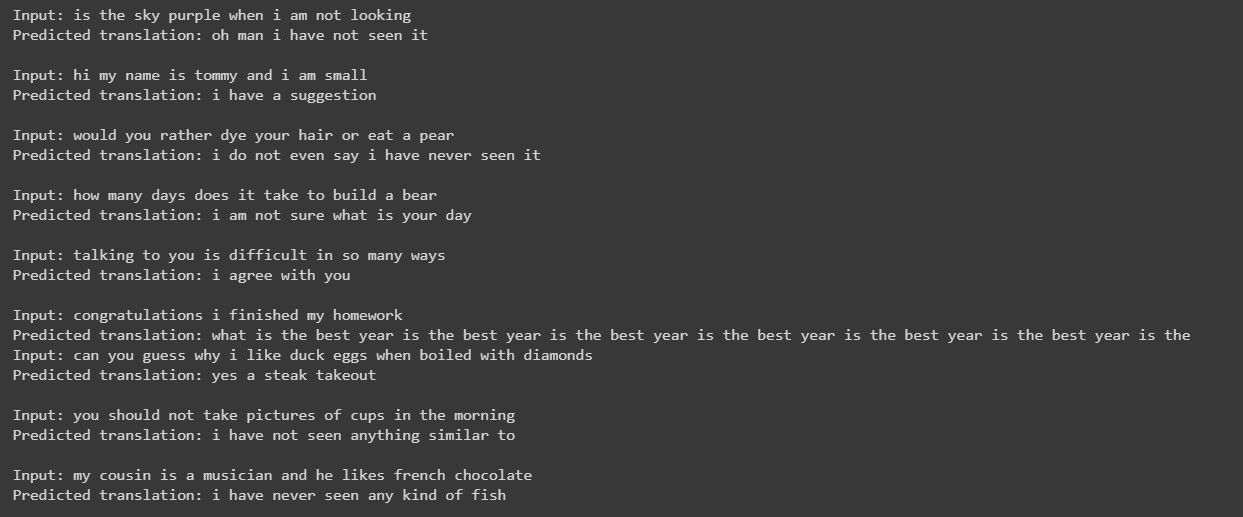 Input: is the sky purple when i am not looking
Predicted translation: oh man i have not seen it
Input: hi my name is tommy and i am small
Predicted translation: i have a suggestion
Input: would you rather dye your hair or eat a pear
Predicted translation: i do not even say i have never seen it
Input: how many days does it take to build a bear
Predicted translation: i am not sure what is your day
Input: talking to you is difficult in so many ways
Predicted translation: i agree with you
Input: congratulations i finished my homework
Predicted translation: what is the best year is the best year is the best year is the best year is the best year is the best year is the
Input: can you guess why i like duck eggs when boiled with diamonds
Predicted translation: yes a steak takeout
Input: you should not take pictures of cups in the morning
Predicted translation: i have not seen anything similar to
Input: my cousin is a musician and he likes french chocolate
Predicted translation: i have never seen any kind of fish